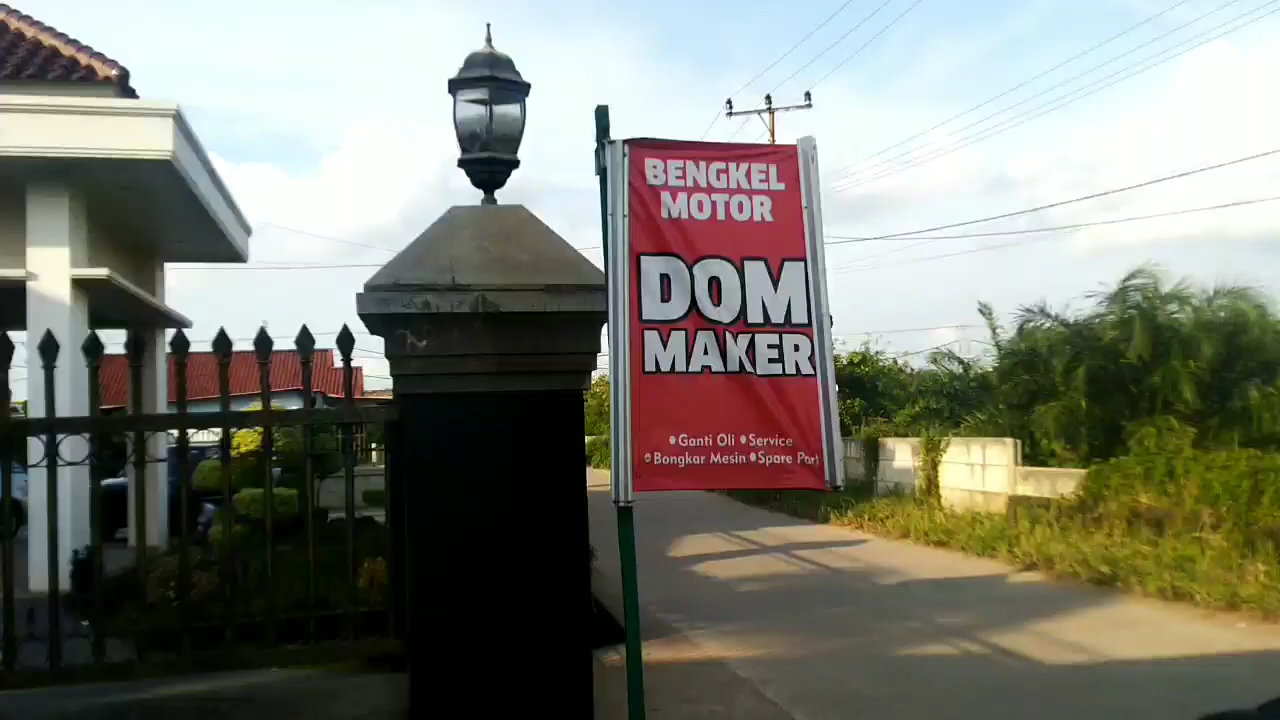 BENGKEL
MOTOR
DOM
MAKER
•Ganti Oli •Service
•Bongkar Mesin •Spare Part